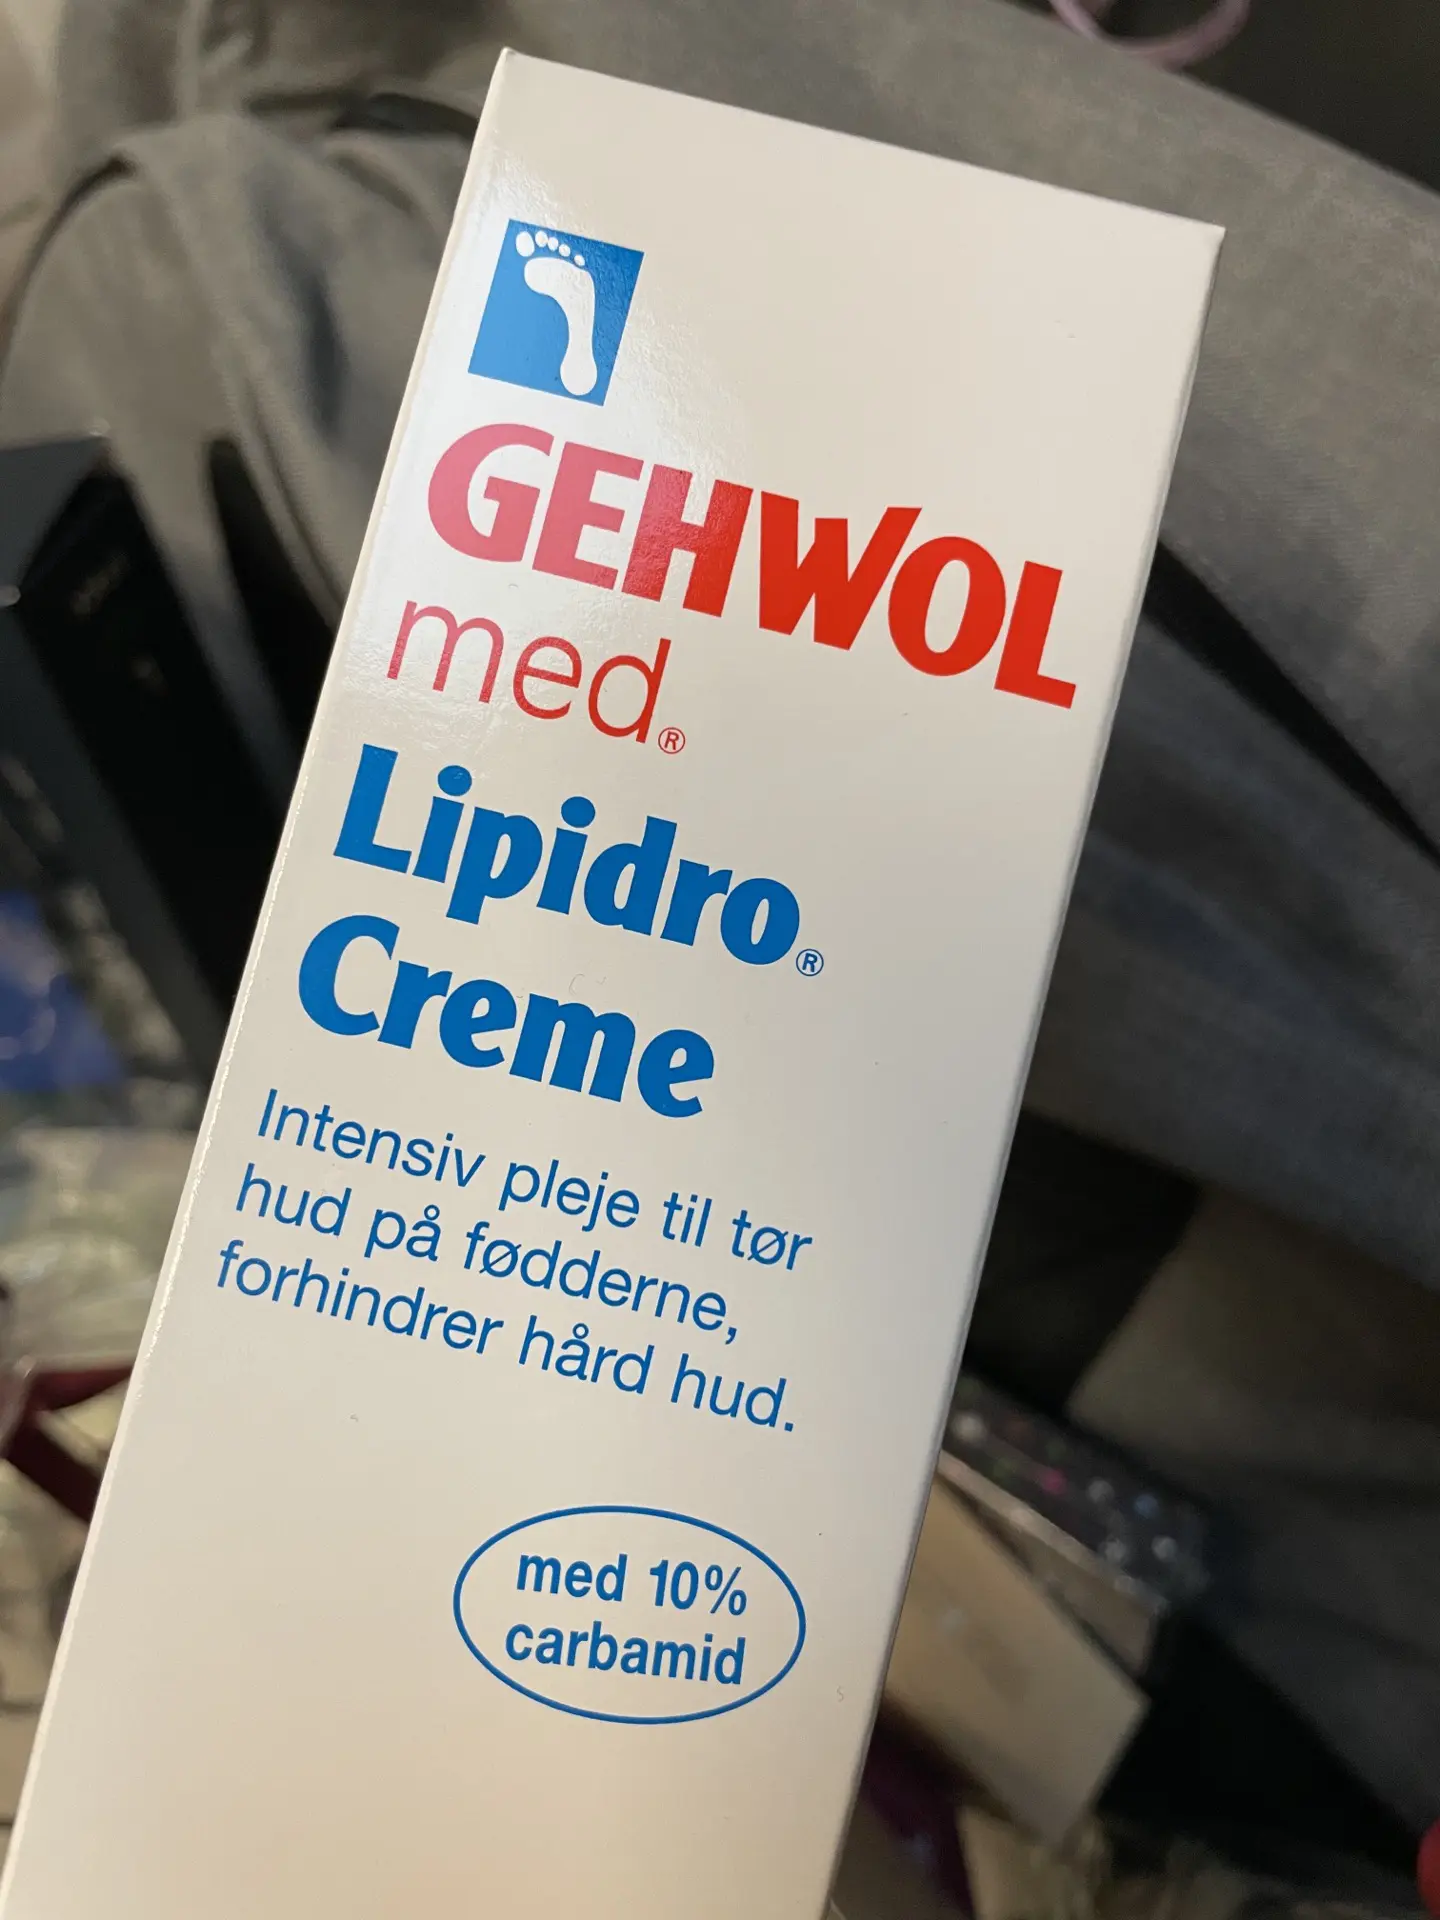 GEHWOL
med®
Lipidro®
Creme
Intensiv pleje til tør
hud på fødderne,
forhindrer hård hud.
med 10%
carbamid